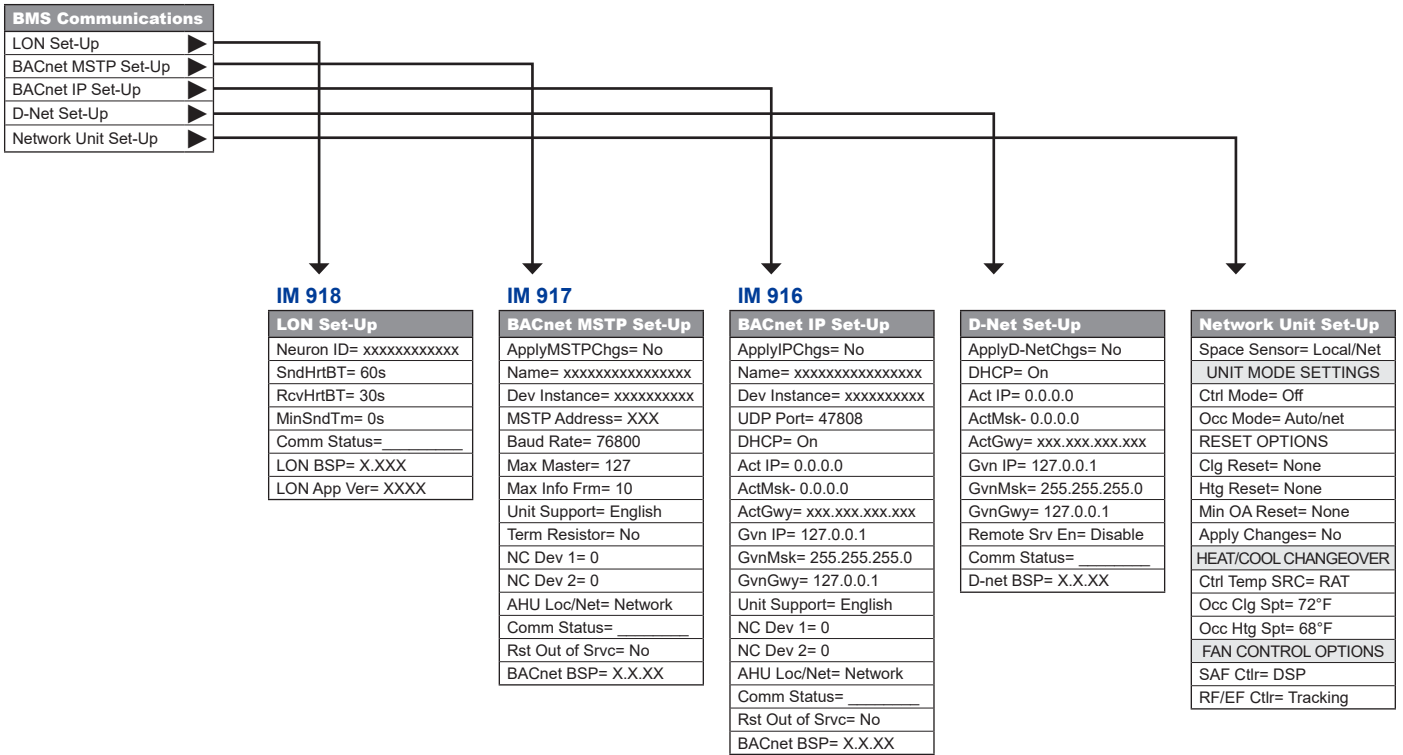 BMS Communications
LON Set-Up
BACnet MSTP Set-Up
BACnet IP Set-Up
D-Net Set-Up
Network Unit Set-Up
IM 918
LON Set-Up
Neuron ID= xxxxxxxxxxxx
SndHrtBT= 60s
RcvHrtBT= 30s
MinSndTm= 0s
Comm Status=_________
LON BSP= X.XXX
LON App Ver= XXXX
IM 917
BACnet MSTP Set-Up
ApplyMSTPChgs= No
Name= xxxxxxxxxxxxxxxx
Dev Instance= xxxxxxxxxx
MSTP Address= XXX
Baud Rate= 76800
Max Master= 127
Max Info Frm= 10
Unit Support= English
Term Resistor= No
NC Dev 1= 0
NC Dev 2= 0
AHU Loc/Net= Network
Comm Status= ________
Rst Out of Srvc= No
BACnet BSP= X.X.XX
IM 916
BACnet IP Set-Up
ApplyIPChgs= No
Name= xxxxxxxxxxxxxxxx
Dev Instance= xxxxxxxxxx
UDP Port= 47808
DHCP= On
Act IP= 0.0.0.0
ActMsk- 0.0.0.0
ActGwy= xxx.xxx.xxx.xxx
Gvn IP= 127.0.0.1
GvnMsk= 255.255.255.0
GvnGwy= 127.0.0.1
Unit Support= English
NC Dev 1= 0
NC Dev 2= 0
AHU Loc/Net= Network
Comm Status= ________
Rst Out of Srvc= No
BACnet BSP= X.X.XX
D-Net Set-Up
ApplyD-NetChgs= No
DHCP= On
Act IP= 0.0.0.0
ActMsk- 0.0.0.0
ActGwy= xxx.xxx.xxx.xxx
Gvn IP= 127.0.0.1
GvnMsk= 255.255.255.0
GvnGwy= 127.0.0.1
Remote Srv En= Disable
Comm Status= ________
D-net BSP= X.X.XX
Network Unit Set-Up
Space Sensor= Local/Net
UNIT MODE SETTINGS
Ctrl Mode= Off
Occ Mode= Auto/net
RESET OPTIONS
Clg Reset= None
Htg Reset= None
Min OA Reset= None
Apply Changes= No
HEAT/COOL CHANGEOVER
Ctrl Temp SRC= RAT
Occ Clg Spt= 72°F
Occ Htg Spt= 68°F
FAN CONTROL OPTIONS
SAF Ctlr= DSP
RF/EF Ctlr= Tracking